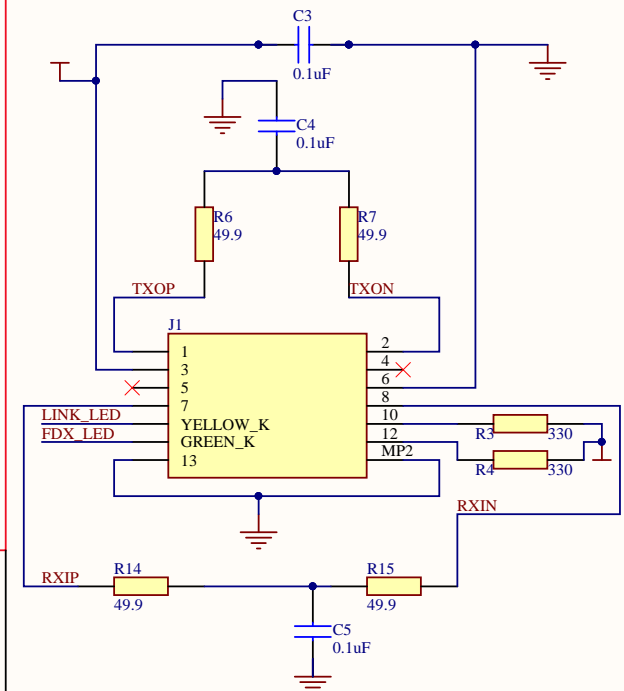 C3
0.1uF
C4
0.1uF
R6
49.9
R7
49.9
TXOP
TXON
J1
1
2
3
4
5
6
7
8
LINK_LED
YELLOW_K
10
R3
330
FDX_LED
GREEN_K
12
13
MP2
R4
330
RXIN
RXIP
R14
49.9
R15
49.9
C5
0.1uF